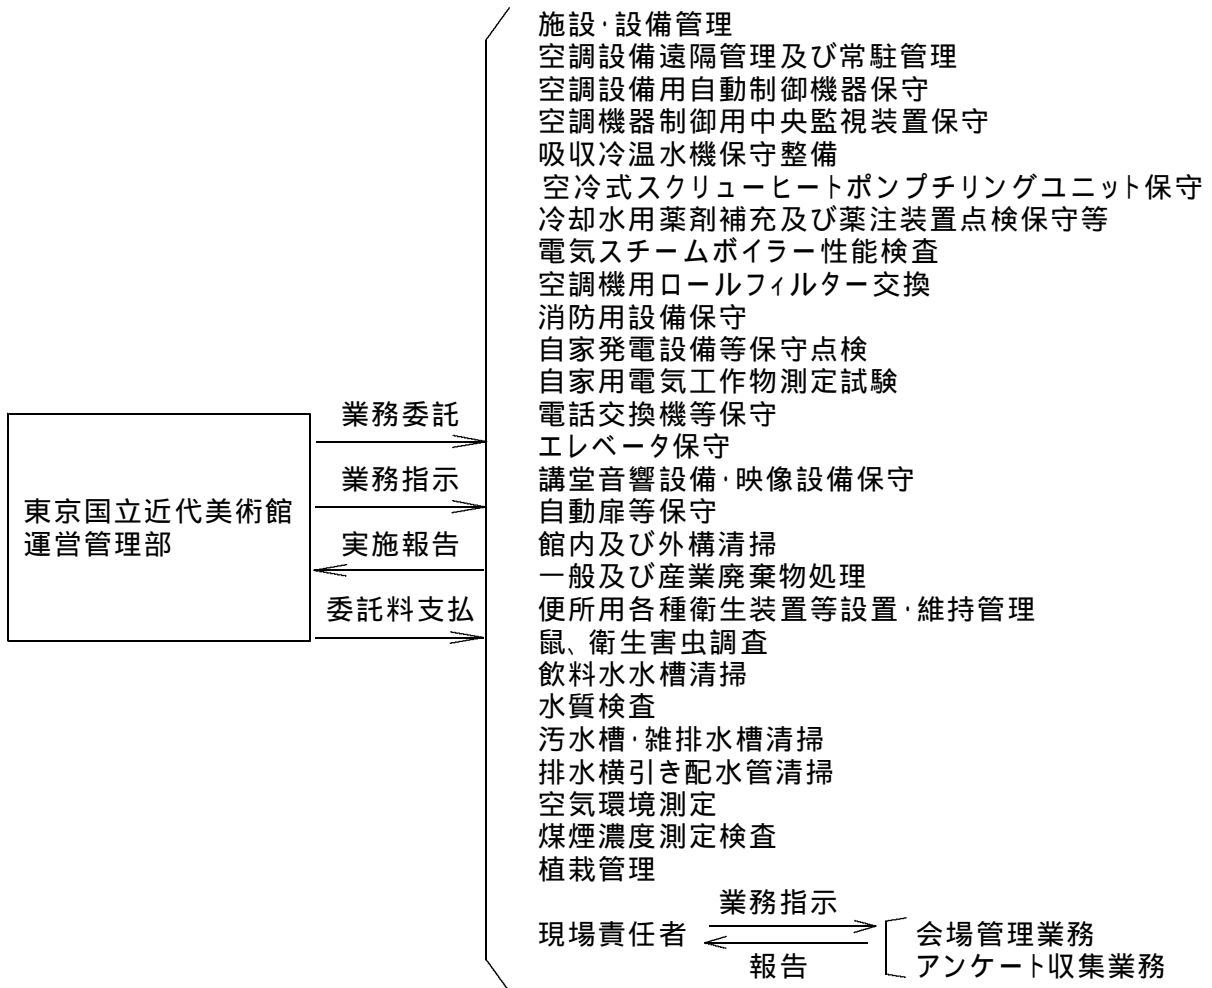 施設・設備管理
空調設備遠隔管理及び常駐管理
空調設備用自動制御機器保守
空調機器制御用中央監視装置保守
吸収冷温水機保守整備
空冷式スクリューヒートポンプチリングユニット保守
冷却水用薬剤補充及び薬注装置点検保守等
電気スチームボイラー性能検査
空調機用ロールフィルター交換
消防用設備保守
自家発電設備等保守点検
自家用電気工作物測定試験
電話交換機等保守
エレベータ保守
講堂音響設備・映像設備保守
自動扉等保守
館内及び外構清掃
一般及び産業廃棄物処理
便所用各種衛生装置等設置・維持管理
鼠、衛生害虫調査
飲料水水槽清掃
水質検査
汚水槽・雑排水槽清掃
排水横引き配水管清掃
空気環境測定
煤煙濃度測定検査
植栽管理
東京国立近代美術館
運営管理部
業務委託
業務指示
実施報告
委託料支払
現場責任者
業務指示
報告
会場管理業務
アンケート収集業務